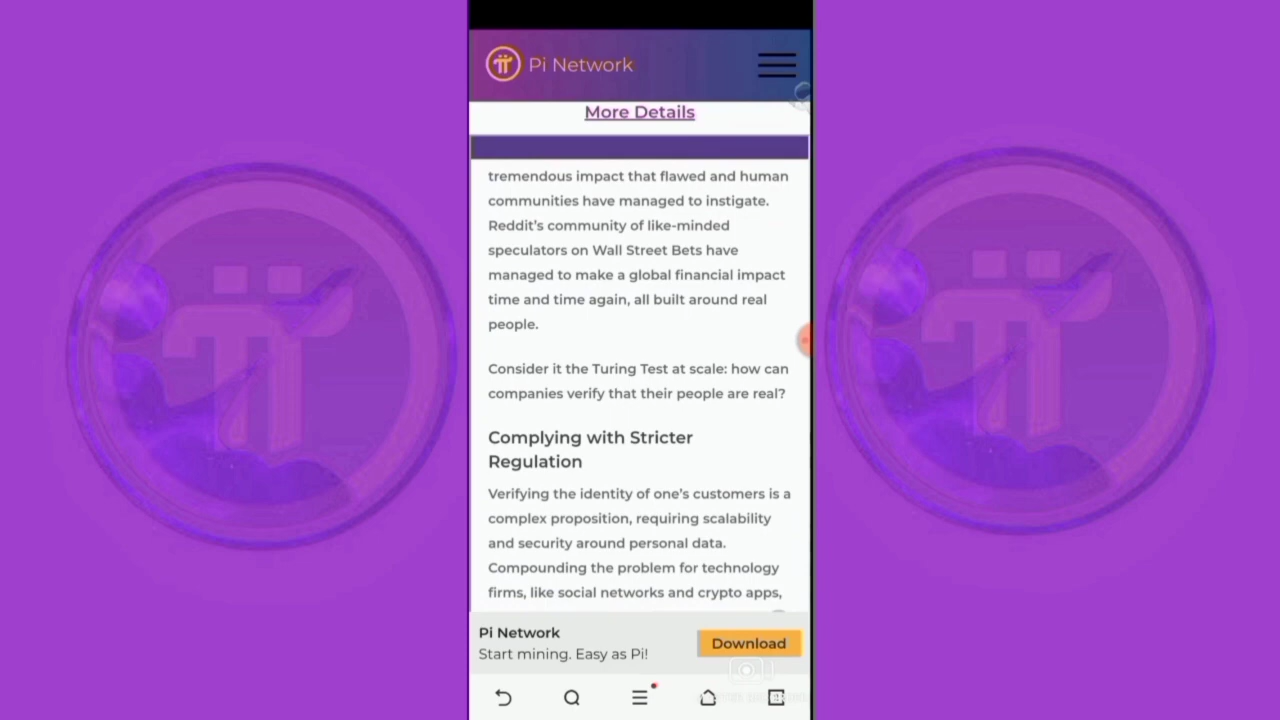 Pi Network
More Details
tremendous impact that flawed and human
communities have managed to instigate.
Reddit's community of like-minded
speculators on Wall Street Bets have
managed to make a global financial impact
time and time again, all built around real
people.
Consider it the Turing Test at scale: how can
companies verify that their people are real?
Complying with Stricter
Regulation
Verifying the identity of one's customers is a
complex proposition, requiring scalability
and security around personal data.
Compounding the problem for technology
firms, like social networks and crypto apps,
Pi Network
Start mining. Easy as Pi!
Download